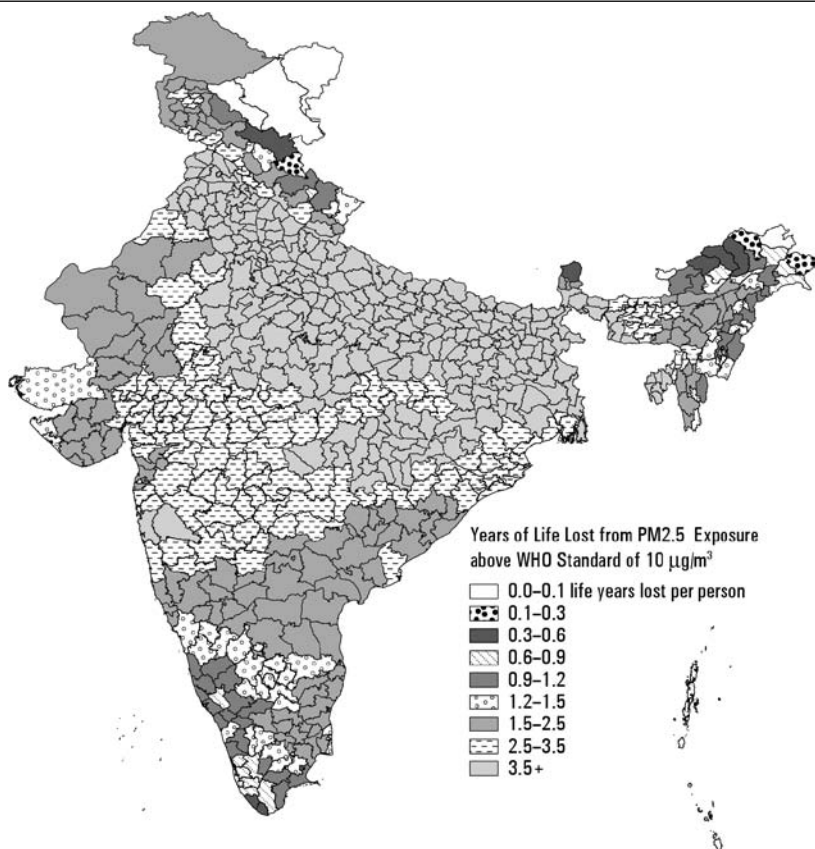 Years of Life Lost from PM2.5 Exposure
above WHO Standard of 10 µg/m³
0.0–0.1 life years lost per person
0.1–0.3
0.3–0.6
0.6–0.9
0.9–1.2
1.2–1.5
1.5–2.5
2.5–3.5
3.5+